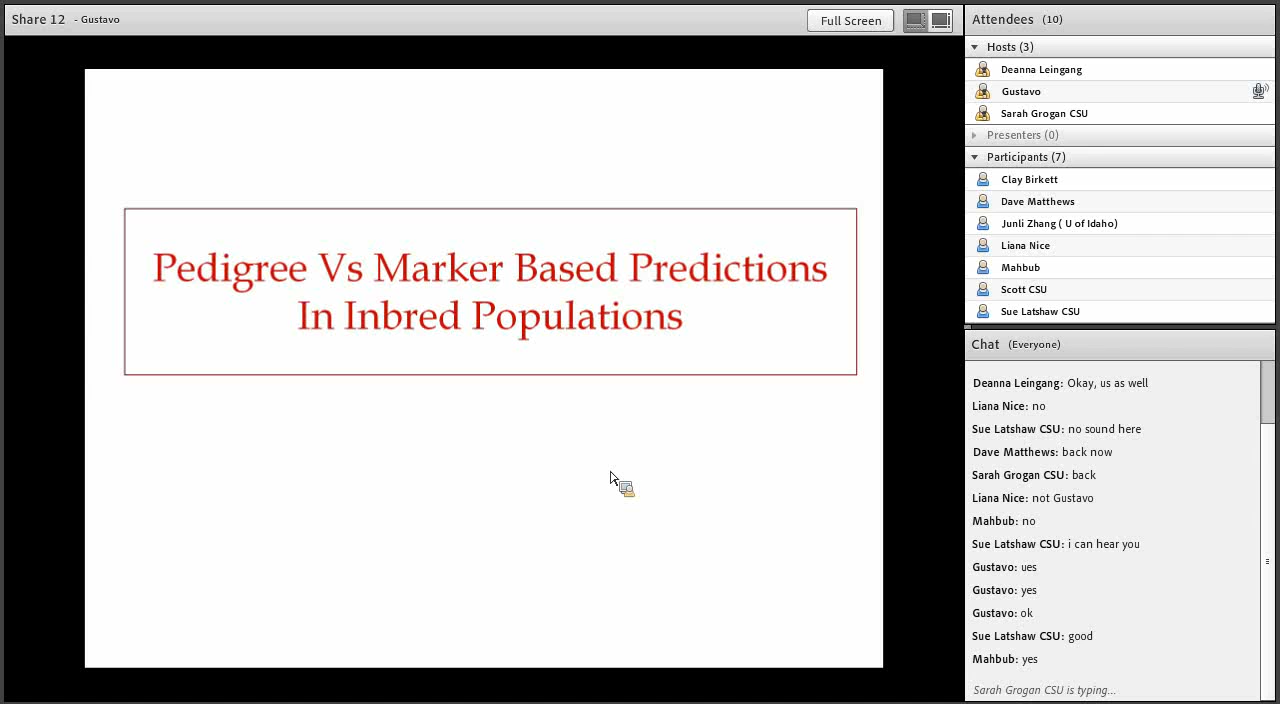 Share 12 - Gustavo
Full Screen
Pedigree Vs Marker Based Predictions
In Inbred Populations
Attendees (10)
Hosts (3)
Deanna Leingang
Gustavo
Sarah Grogan CSU
Presenters (0)
Participants (7)
Clay Birkett
Dave Matthews
Junli Zhang ( U of Idaho)
Liana Nice
Mahbub
Scott CSU
Sue Latshaw CSU
Chat (Everyone)
Deanna Leingang: Okay, us as well
Liana Nice: no
Sue Latshaw CSU: no sound here
Dave Matthews: back now
Sarah Grogan CSU: back
Liana Nice: not Gustavo
Mahbub: no
Sue Latshaw CSU: i can hear you
Gustavo: ues
Gustavo: yes
Gustavo: ok
Sue Latshaw CSU: good
Mahbub: yes
Sarah Grogan CSU is typing...